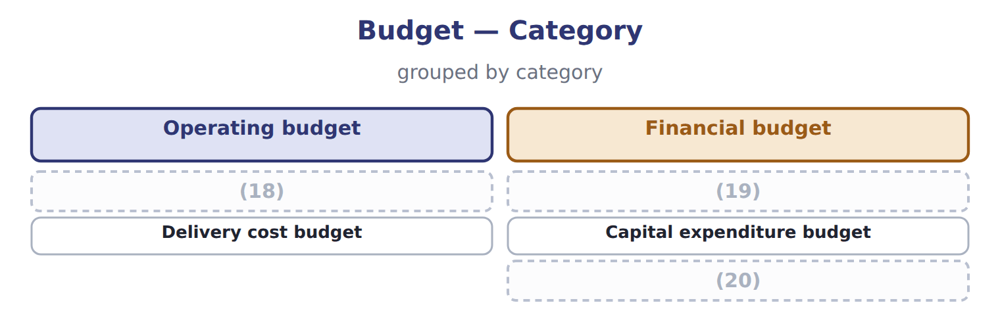 Budget — Category
grouped by category
Operating budget
Financial budget
(18)
(19)
Delivery cost budget
Capital expenditure budget
(20)